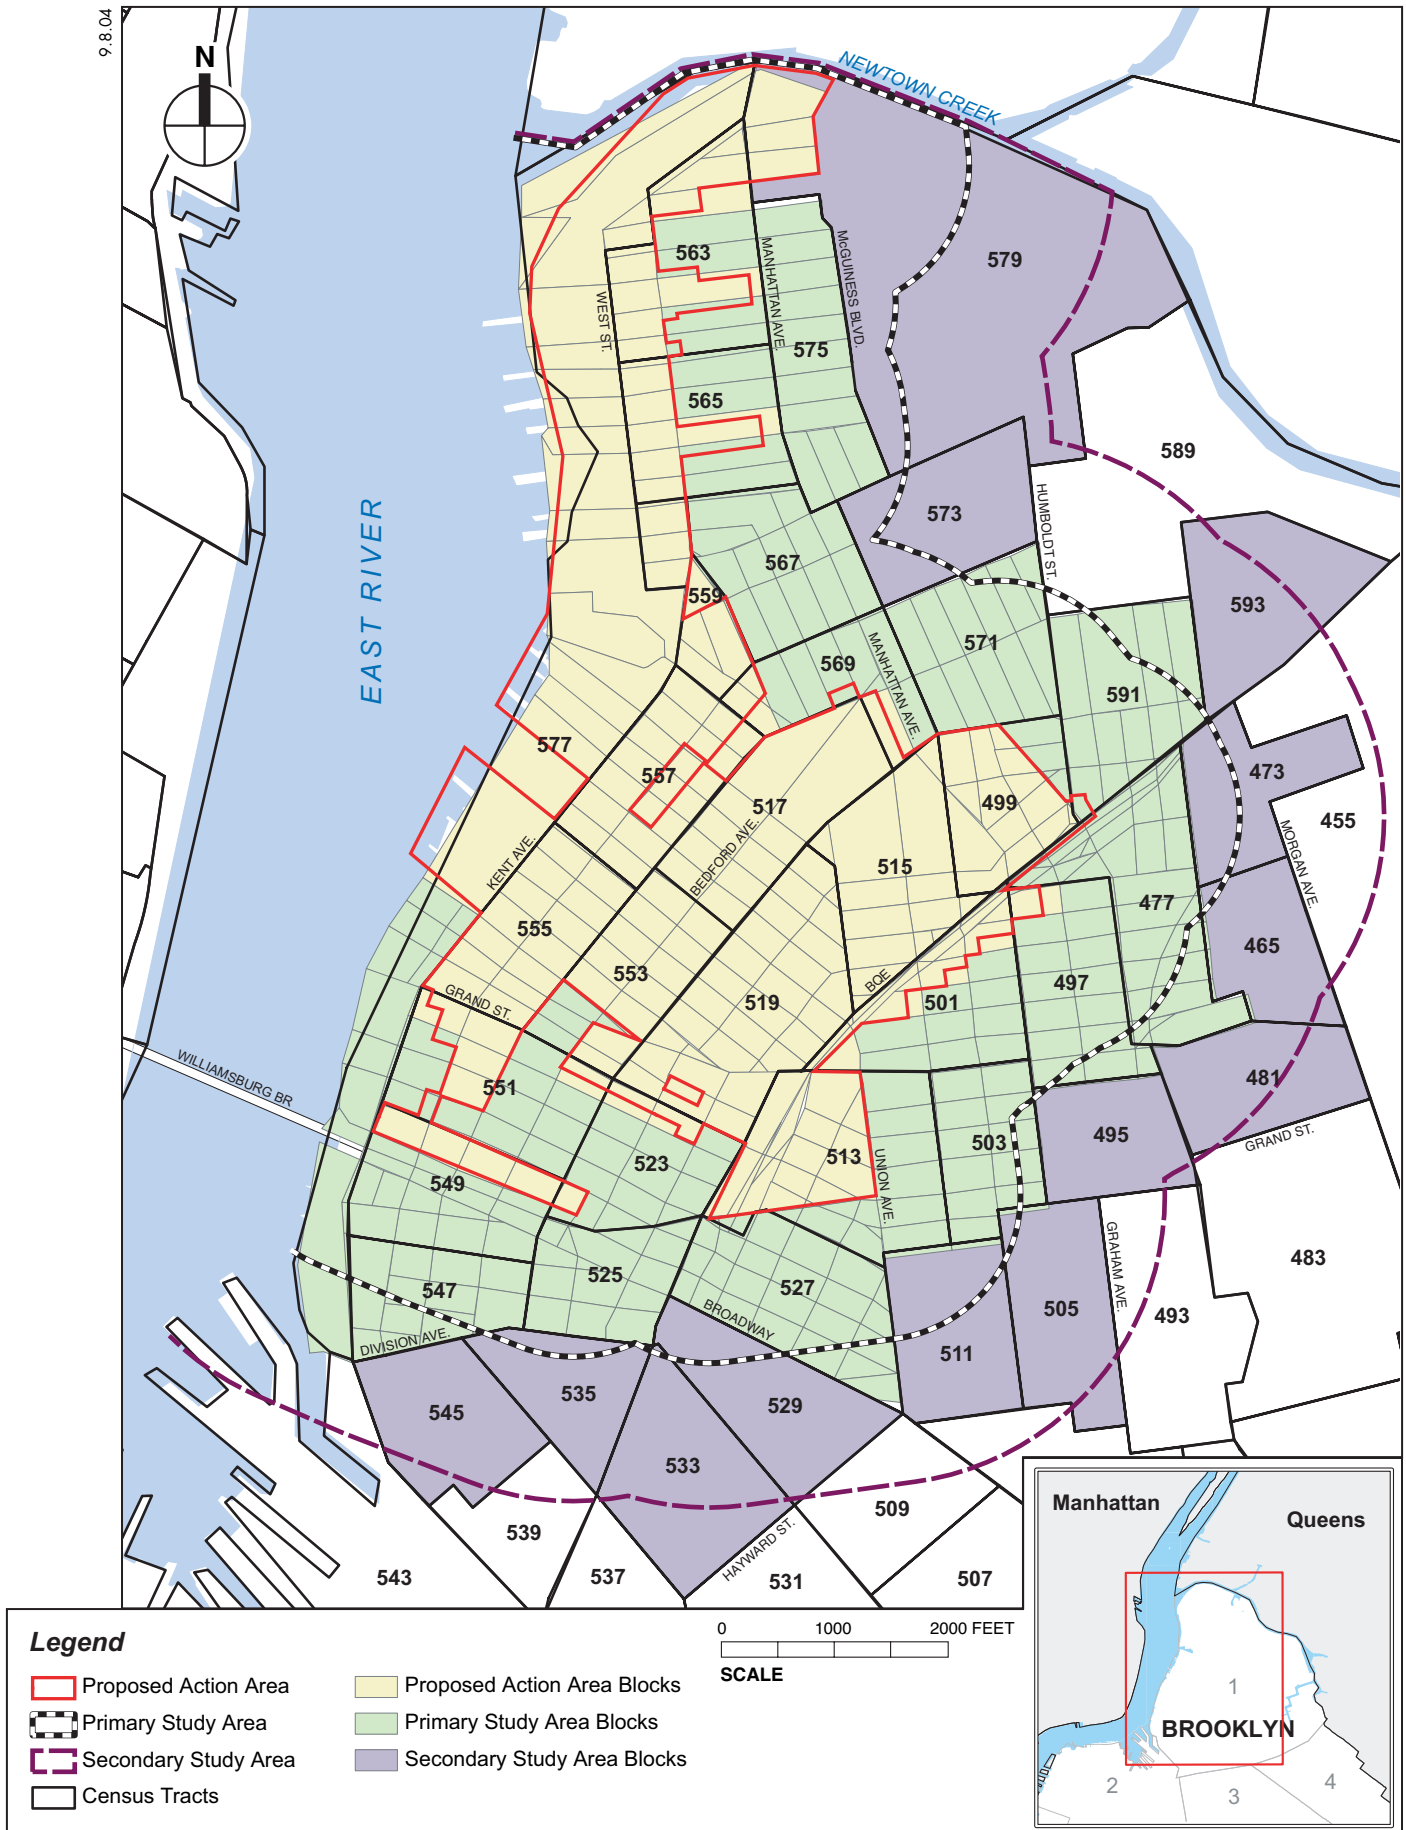 9.8.04
N
NEWTOWN CREEK
EAST RIVER
563
579
WEST ST.
MANHATTAN AVE.
McGUINESS BLVD.
575
565
589
573
HUMBOLDT ST.
567
559
593
569
MANHATTAN AVE.
571
591
577
557
517
499
473
455
BEDFORD AVE.
KENT AVE.
515
MORGAN AVE.
477
555
553
519
BQE
501
497
465
GRAND ST.
WILLIAMSBURG BR
551
481
495
503
513
523
549
UNION AVE.
GRAND ST.
547
525
527
GRAHAM AVE.
505
493
483
DIVISION AVE.
BROADWAY
511
545
535
529
533
539
509
543
537
HAYWARD ST.
531
507
Manhattan
Queens
1
BROOKLYN
2
3
4
0 1000 2000 FEET
SCALE
Legend
Proposed Action Area
Primary Study Area
Secondary Study Area
Census Tracts
Proposed Action Area Blocks
Primary Study Area Blocks
Secondary Study Area Blocks